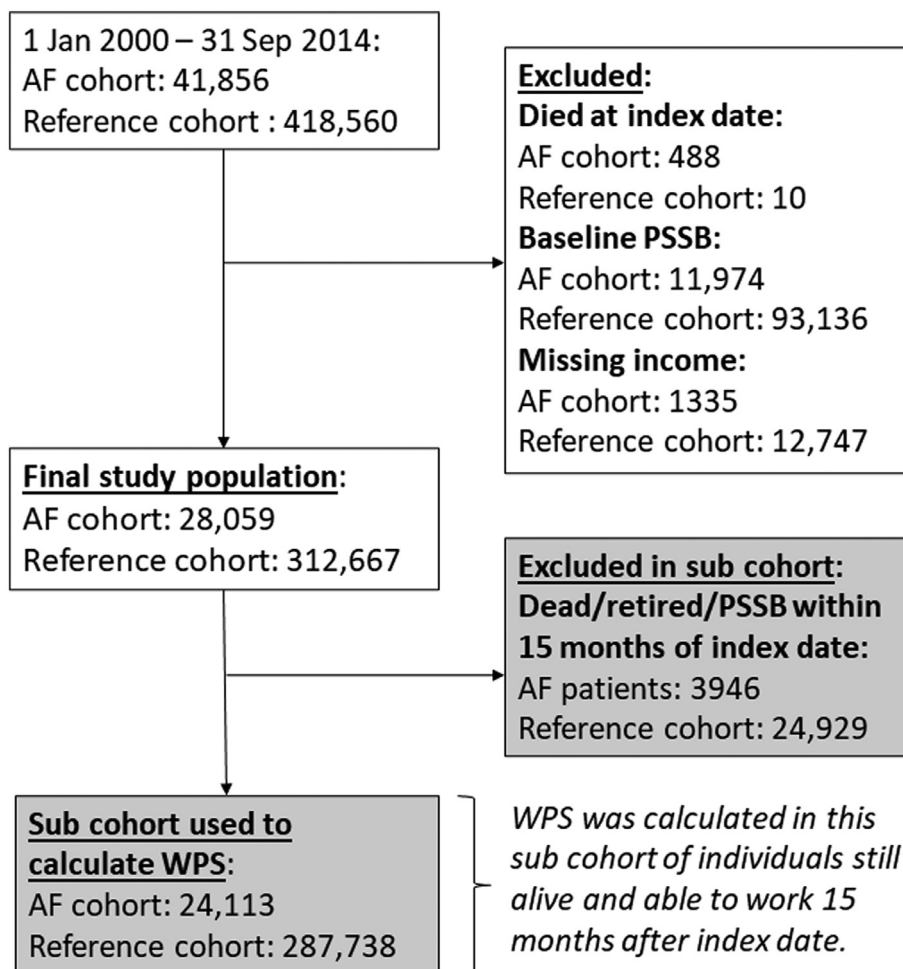 1 Jan 2000 – 31 Sep 2014:
AF cohort: 41,856
Reference cohort : 418,560
Excluded:
Died at index date:
AF cohort: 488
Reference cohort: 10
Baseline PSSB:
AF cohort: 11,974
Reference cohort: 93,136
Missing income:
AF cohort: 1335
Reference cohort: 12,747
Final study population:
AF cohort: 28,059
Reference cohort: 312,667
Excluded in sub cohort:
Dead/retired/PSSB within
15 months of index date:
AF patients: 3946
Reference cohort: 24,929
Sub cohort used to
calculate WPS:
AF cohort: 24,113
Reference cohort: 287,738
WPS was calculated in this
sub cohort of individuals still
alive and able to work 15
months after index date.